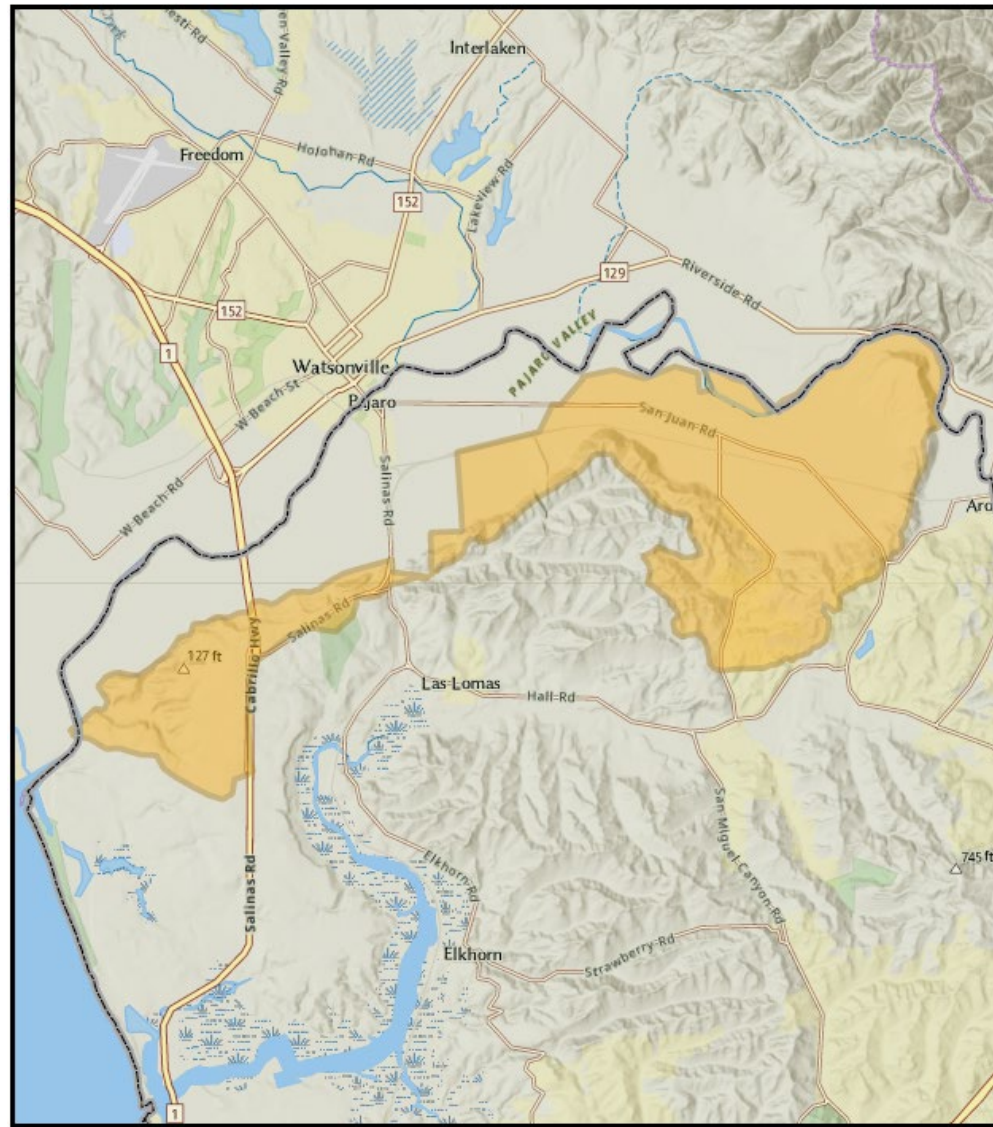 Interlaken
Freedom
Holohan Rd
Lakeview Rd
152
129
Riverside Rd
152
1
PAJARO VALLEY
Watsonville
Pajaro
W Beach St
San Juan Rd
Salinas Rd
W Beach Rd
Aro
Salinas Rd
127 ft
Cabrillo Hwy
Las Lomas
Hall Rd
San Miguel Canyon Rd
Elkhorn Rd
745 ft
Salinas Rd
Elkhorn
Strawberry Rd
1